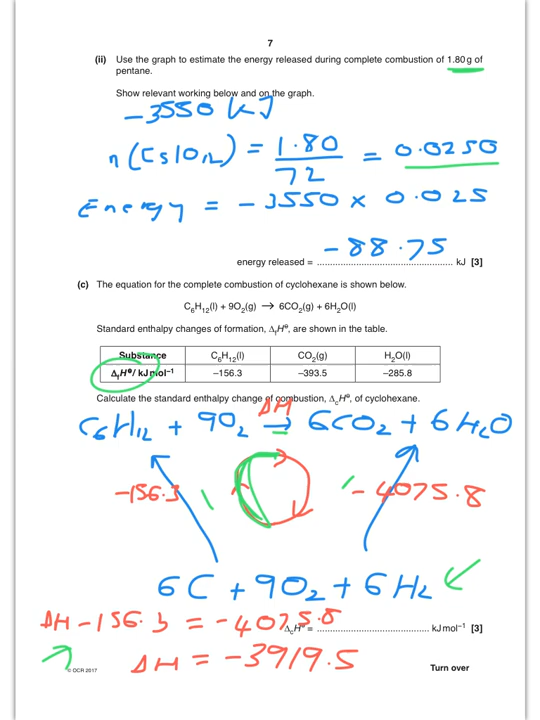 7
(ii) Use the graph to estimate the energy released during complete combustion of 1.80 g of
pentane.
Show relevant working below and on the graph.
-3550 kJ
n(C510H12) = 1.80 / 72 = 0.0250
Energy = -3550 x 0.025
-88.75
energy released = ........................................................ kJ [3]
(c) The equation for the complete combustion of cyclohexane is shown below.
C₆H₁₂(l) + 9O₂(g) → 6CO₂(g) + 6H₂O(l)
Standard enthalpy changes of formation, ΔfH⦵, are shown in the table.
Substance C₆H₁₂(l) CO₂(g) H₂O(l)
ΔfH⦵/ kJ mol⁻¹ –156.3 –393.5 –285.8
Calculate the standard enthalpy change of combustion, ΔcH⦵, of cyclohexane.
ΔH
C6H12 + 9O2 → 6CO2 + 6H2O
-156.3 -4075.8
6C + 9O2 + 6H2
ΔH -156.3 = -4075.8
ΔcH⦵ = ............................................... kJ mol⁻¹ [3]
ΔH = -3919.5
© OCR 2017 Turn over